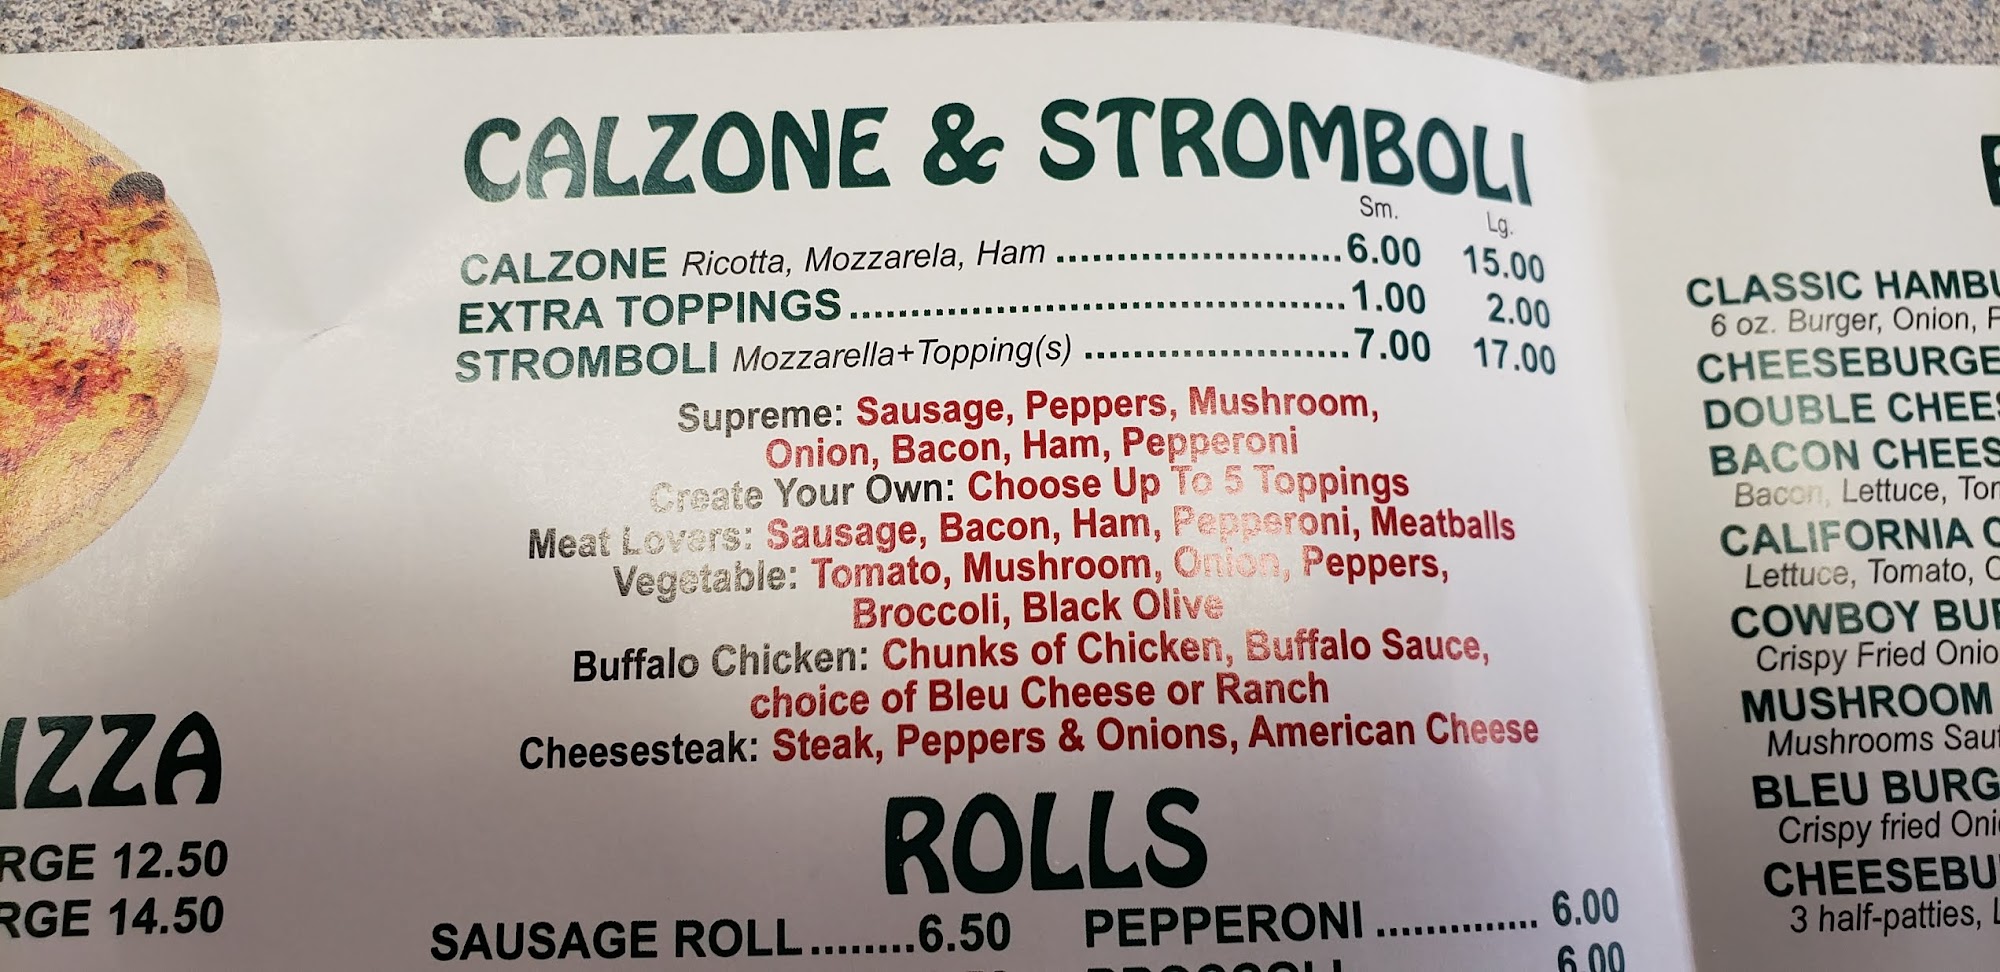 CALZONE & STROMBOLI
Sm. Lg.
CALZONE Ricotta, Mozzarela, Ham ........................ 6.00 15.00
EXTRA TOPPINGS ........................................ 1.00 2.00
STROMBOLI Mozzarella+Topping(s) ...................... 7.00 17.00
Supreme: Sausage, Peppers, Mushroom,
Onion, Bacon, Ham, Pepperoni
Create Your Own: Choose Up To 5 Toppings
Meat Lovers: Sausage, Bacon, Ham, Pepperoni, Meatballs
Vegetable: Tomato, Mushroom, Onion, Peppers,
Broccoli, Black Olive
Buffalo Chicken: Chunks of Chicken, Buffalo Sauce,
choice of Bleu Cheese or Ranch
Cheesesteak: Steak, Peppers & Onions, American Cheese
ROLLS
SAUSAGE ROLL ........ 6.50
PEPPERONI .............. 6.00
6.00
IZZA
RGE 12.50
RGE 14.50
CLASSIC HAMBU
6 oz. Burger, Onion,
CHEESEBURGE
DOUBLE CHEES
BACON CHEES
Bacon, Lettuce, Tom
CALIFORNIA C
Lettuce, Tomato,
COWBOY BUR
Crispy Fried Onio
MUSHROOM
Mushrooms Saut
BLEU BURG
Crispy fried Oni
CHEESEBU
3 half-patties, L